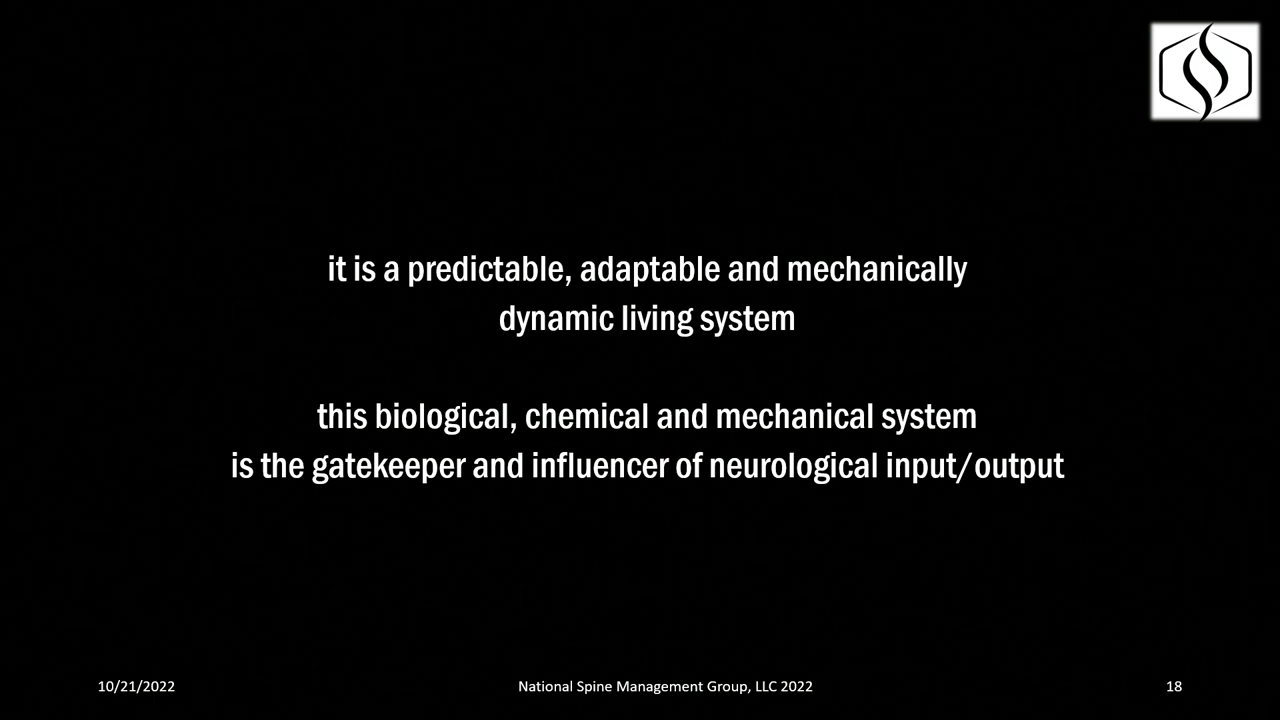 it is a predictable, adaptable and mechanically
dynamic living system
this biological, chemical and mechanical system
is the gatekeeper and influencer of neurological input/output
10/21/2022
National Spine Management Group, LLC 2022
18